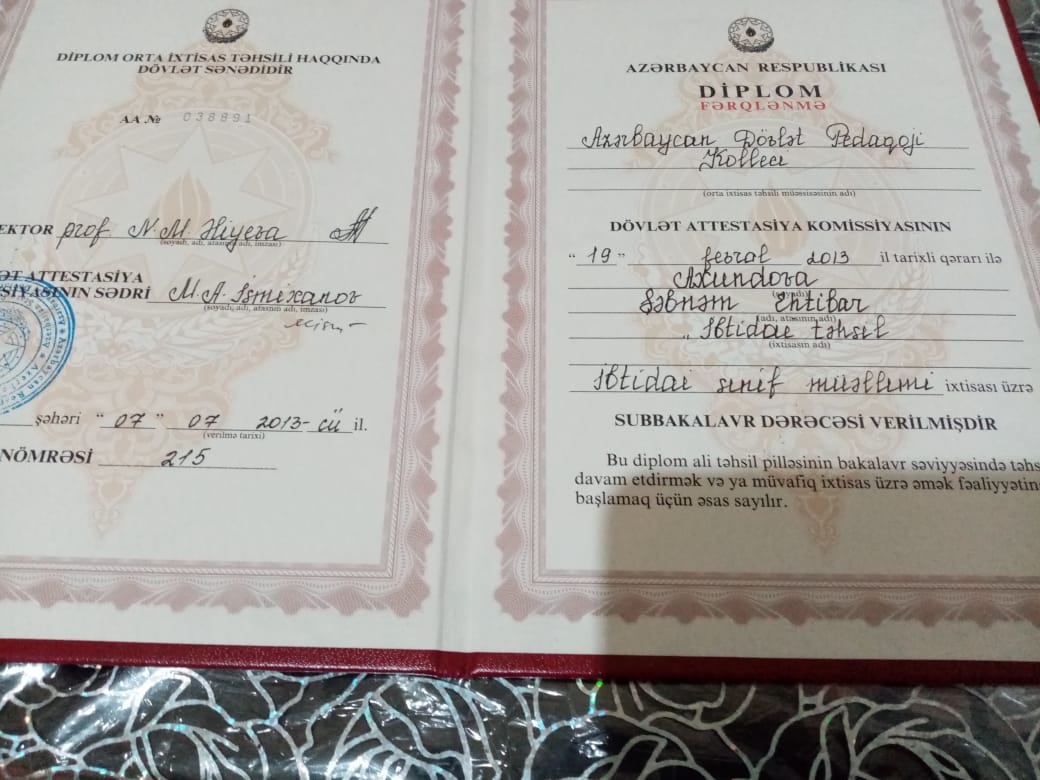 DİPLOM ORTA İXTİSAS TƏHSİLİ HAQQINDA
DÖVLƏT SƏNƏDİDİR
AA № 038891
EKTOR prof N.M. Əliyeva
(soyadı, adı, atasının adı, imzası)
ƏT ATTESTASİYA
SİYASININ SƏDRİ M.A. İsmixanov
(soyadı, adı, atasının adı, imzası)
şəhəri “07” 07 2013-cü il.
(verilmə tarixi)
NÖMRƏSİ 215
AZƏRBAYCAN RESPUBLİKASI
DİPLOM
FƏRQLƏNMƏ
Azərbaycan Dövlət Pedaqoji
Kolleci
(orta ixtisas təhsili müəssisəsinin adı)
DÖVLƏT ATTESTASİYA KOMİSSİYASININ
“19” fevral 2013 il tarixli qərarı ilə
Axundova
(soyadı)
Şəbnəm Ehtibar
(adı, atasının adı)
„ İbtidai təhsil
(ixtisasın adı)
İbtidai sinif müəllimi ixtisası üzrə
SUBBAKALAVR DƏRƏCƏSİ VERİLMİŞDİR
Bu diplom ali təhsil pilləsinin bakalavr səviyyəsində təhs
davam etdirmək və ya müvafiq ixtisas üzrə əmək fəaliyyətin
başlamaq üçün əsas sayılır.